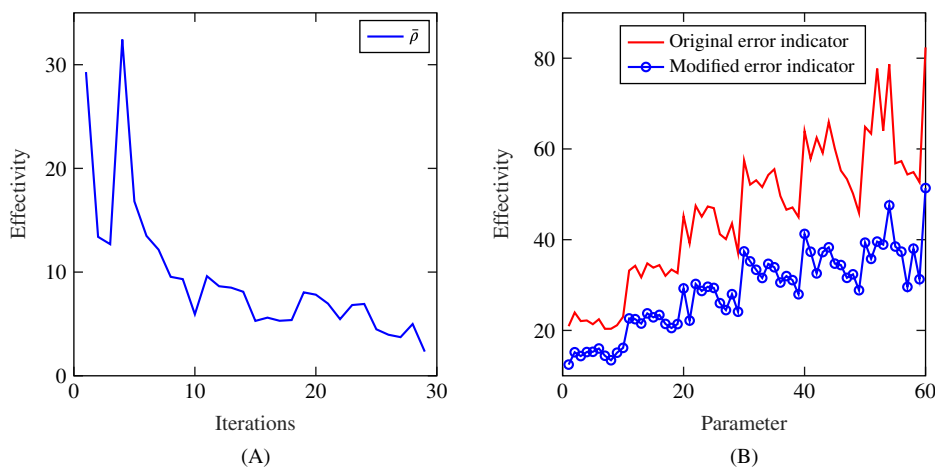 ρ̄
30
20
10
0
0
10
20
30
Effectivity
Iterations
(A)
Original error indicator
Modified error indicator
80
60
40
20
0
20
40
60
Effectivity
Parameter
(B)